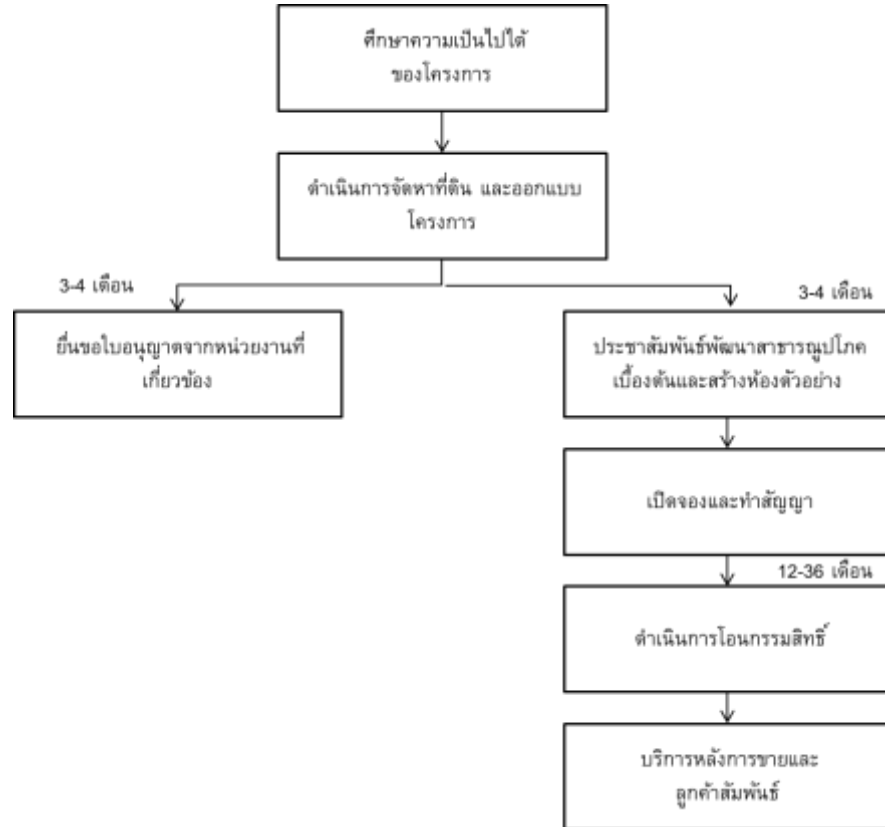 ศึกษาความเป็นไปได้
ของโครงการ
ดำเนินการจัดหาที่ดิน และออกแบบ
โครงการ
3-4 เดือน
3-4 เดือน
ยื่นขอใบอนุญาตจากหน่วยงานที่
เกี่ยวข้อง
ประชาสัมพันธ์พัฒนาสาธารณูปโภค
เบื้องต้นและสร้างห้องตัวอย่าง
เปิดจองและทำสัญญา
12-36 เดือน
ดำเนินการโอนกรรมสิทธิ์
บริการหลังการขายและ
ลูกค้าสัมพันธ์